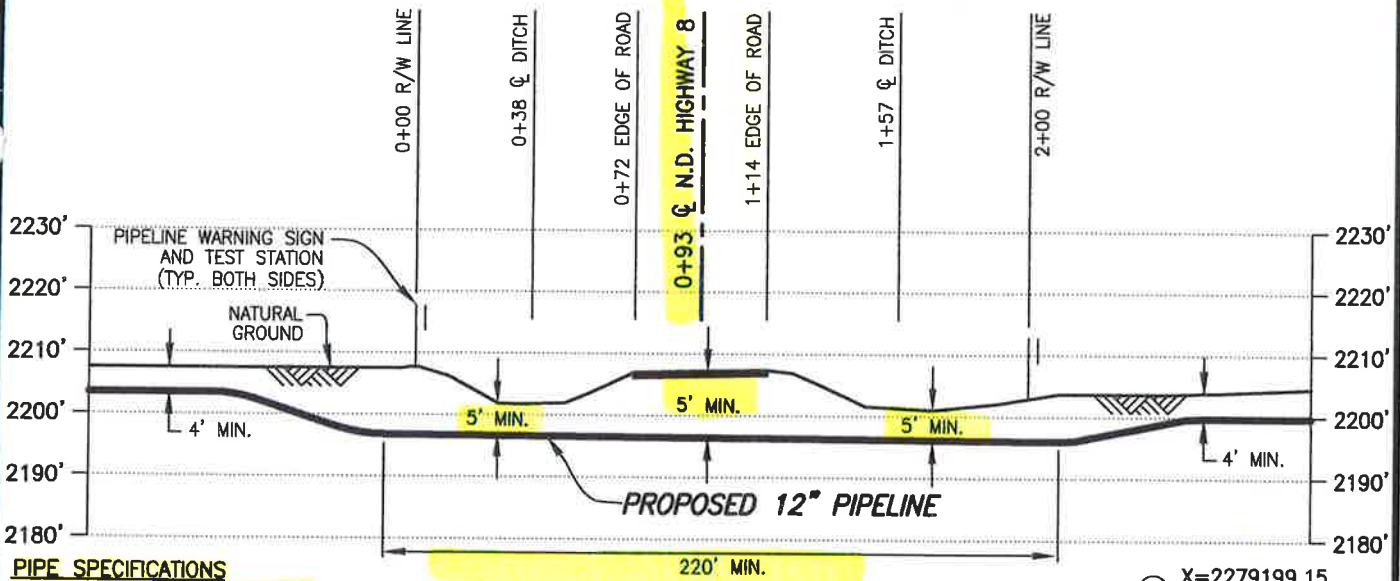 0+00 R/W LINE
0+38 ℄ DITCH
0+72 EDGE OF ROAD
0+93 ℄ N.D. HIGHWAY 8
1+14 EDGE OF ROAD
1+57 ℄ DITCH
2+00 R/W LINE
2230'
2220'
2210'
2200'
2190'
2180'
PIPELINE WARNING SIGN
AND TEST STATION
(TYP. BOTH SIDES)
NATURAL
GROUND
4' MIN.
5' MIN.
5' MIN.
5' MIN.
4' MIN.
2230'
2220'
2210'
2200'
2190'
2180'
PROPOSED 12" PIPELINE
220' MIN.
PIPE SPECIFICATIONS
X=2279199.15